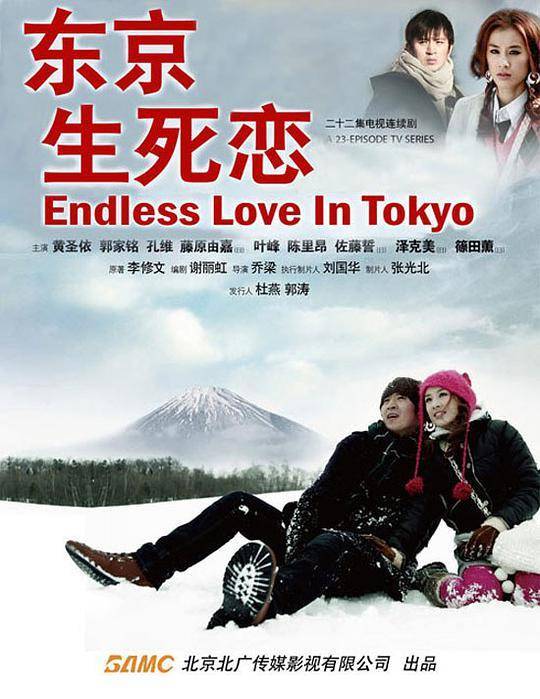 东京
生死恋
二十二集电视连续剧
A 23-EPISODE TV SERIES
Endless Love In Tokyo
主演 黄圣依 郭家铭 孔维 藤原由嘉(日) 叶峰 陈里昂 佐藤誓(日) 泽克美(日) 篠田薰(日)
原著 李修文 编剧 谢丽虹 导演 乔梁 执行制片人 刘国华 制片人 张光北
发行人 杜燕 郭涛
BAMC 北京北广传媒影视有限公司 出品